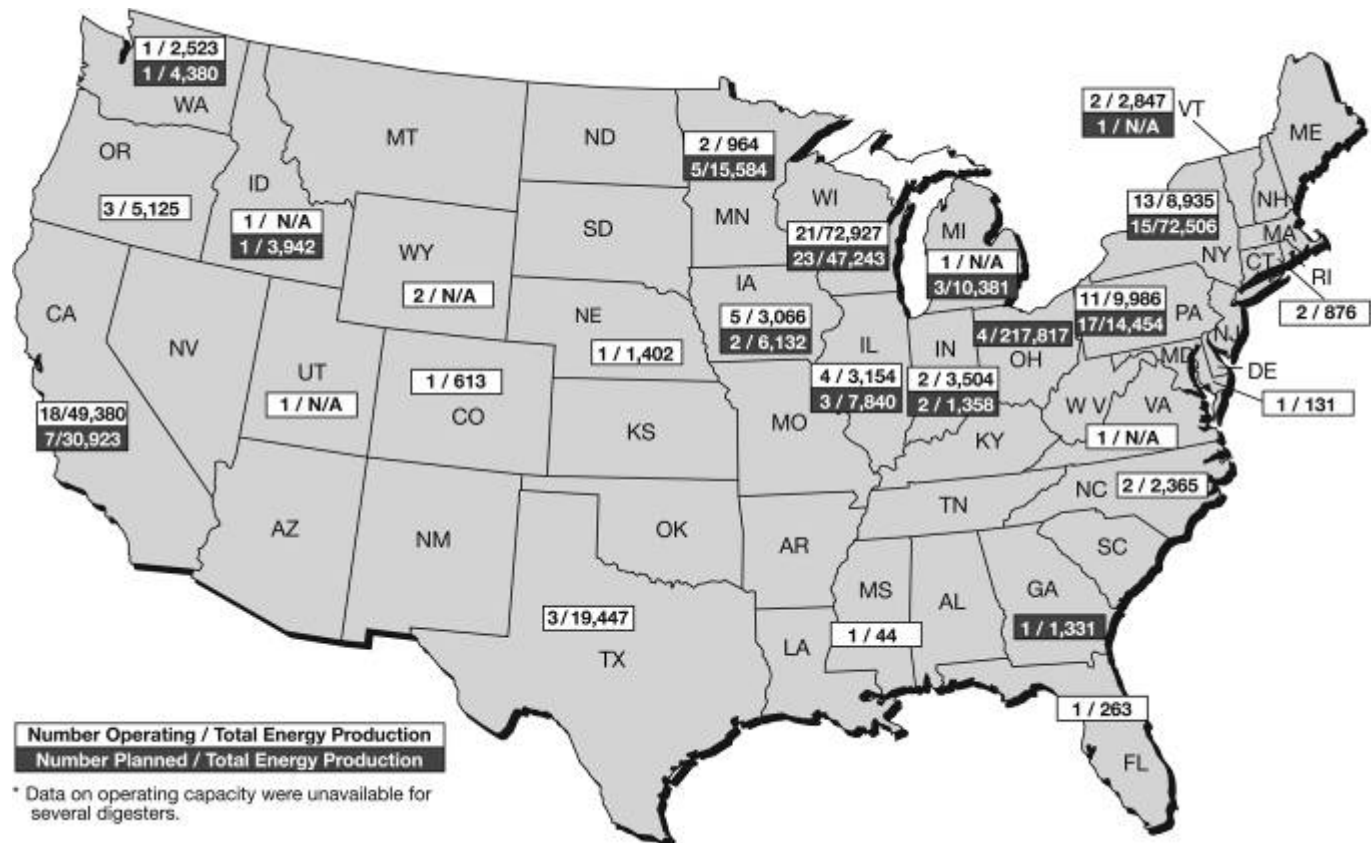 1 / 2,523
1 / 4,380
WA
OR
3 / 5,125
ID
1 / N/A
1 / 3,942
MT
ND
2 / 964
5/15,584
MN
WI
21/72,927
23/47,243
MI
1 / N/A
3/10,381
2 / 2,847
1 / N/A
VT
ME
13/8,935
15/72,506
NY
NH
MA
CT
RI
2 / 876
SD
WY
2 / N/A
IA
5 / 3,066
2 / 6,132
NE
1 / 1,402
CA
18/49,380
7/30,923
NV
UT
1 / N/A
1 / 613
CO
KS
MO
IL
4 / 3,154
3 / 7,840
IN
2 / 3,504
2 / 1,358
4/217,817
OH
11/9,986
17/14,454
PA
NJ
MD
DE
1 / 131
W V
VA
1 / N/A
KY
NC
2 / 2,365
TN
SC
AZ
NM
OK
AR
MS
1 / 44
AL
GA
1 / 1,331
3 / 19,447
TX
LA
1 / 263
FL
Number Operating / Total Energy Production
Number Planned / Total Energy Production
* Data on operating capacity were unavailable for
several digesters.